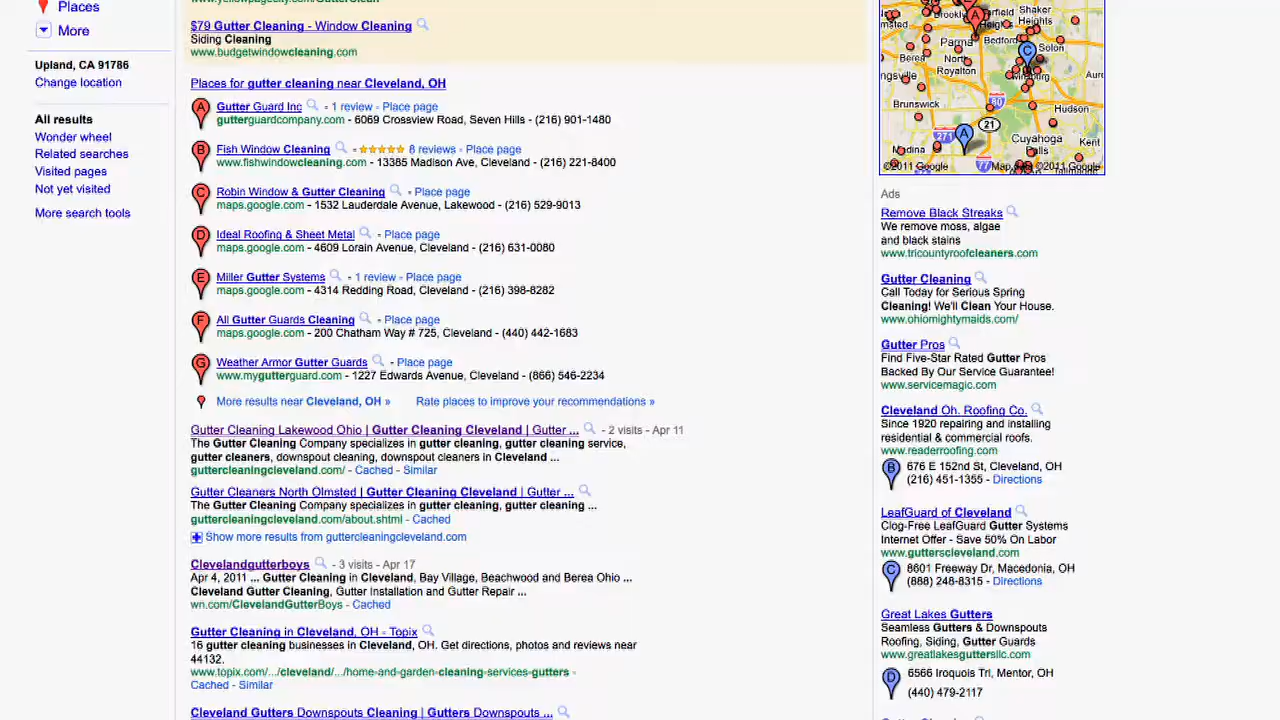 Places
More
Upland, CA 91786
Change location
All results
Wonder wheel
Related searches
Visited pages
Not yet visited
More search tools
$79 Gutter Cleaning - Window Cleaning
Siding Cleaning
www.budgetwindowcleaning.com
Places for gutter cleaning near Cleveland, OH
A Gutter Guard Inc - 1 review - Place page
gutterguardcompany.com - 6069 Crossview Road, Seven Hills - (216) 901-1480
B Fish Window Cleaning - 8 reviews - Place page
www.fishwindowcleaning.com - 13385 Madison Ave, Cleveland - (216) 221-8400
C Robin Window & Gutter Cleaning - Place page
maps.google.com - 1532 Lauderdale Avenue, Lakewood - (216) 529-9013
D Ideal Roofing & Sheet Metal - Place page
maps.google.com - 4609 Lorain Avenue, Cleveland - (216) 631-0080
E Miller Gutter Systems - 1 review - Place page
maps.google.com - 4314 Redding Road, Cleveland - (216) 398-8282
F All Gutter Guards Cleaning - Place page
maps.google.com - 200 Chatham Way # 725, Cleveland - (440) 442-1683
G Weather Armor Gutter Guards - Place page
www.mygutterguard.com - 1227 Edwards Avenue, Cleveland - (866) 546-2234
More results near Cleveland, OH » Rate places to improve your recommendations »
Gutter Cleaning Lakewood Ohio | Gutter Cleaning Cleveland | Gutter ... - 2 visits - Apr 11
The Gutter Cleaning Company specializes in gutter cleaning, gutter cleaning service,
gutter cleaners, downspout cleaning, downspout cleaners in Cleveland ...
guttercleaningcleveland.com/ - Cached - Similar
Gutter Cleaners North Olmsted | Gutter Cleaning Cleveland | Gutter ...
The Gutter Cleaning Company specializes in gutter cleaning, gutter cleaning ...
guttercleaningcleveland.com/about.shtml - Cached
Show more results from guttercleaningcleveland.com
Clevelandgutterboys - 3 visits - Apr 17
Apr 4, 2011 ... Gutter Cleaning in Cleveland, Bay Village, Beachwood and Berea Ohio ...
Cleveland Gutter Cleaning, Gutter Installation and Gutter Repair ...
wn.com/ClevelandGutterBoys - Cached
Gutter Cleaning in Cleveland, OH - Topix
16 gutter cleaning businesses in Cleveland, OH. Get directions, photos and reviews near
44132.
www.topix.com/.../cleveland/.../home-and-garden-cleaning-services-gutters -
Cached - Similar
Cleveland Gutters Downspouts Cleaning | Gutters Downspouts ...
Shaker
Heights
Parma
Bedford
Solon
Berea
North
Royalton
Brunswick
80
Hudson
271
21
A
C
Cuyahoga
Kent
77
©2011 Google
Ads
Remove Black Streaks
We remove moss, algae
and black stains
www.tricountyroofcleaners.com
Gutter Cleaning
Call Today for Serious Spring
Cleaning! We'll Clean Your House.
www.ohiomightymaids.com/
Gutter Pros
Find Five-Star Rated Gutter Pros
Backed By Our Service Guarantee!
www.servicemagic.com
Cleveland Oh. Roofing Co.
Since 1920 repairing and installing
residential & commercial roofs.
www.readerroofing.com
B 676 E 152nd St, Cleveland, OH
(216) 451-1355 - Directions
LeafGuard of Cleveland
Clog-Free LeafGuard Gutter Systems
Internet Offer - Save 50% On Labor
www.gutterscleveland.com
C 8601 Freeway Dr, Macedonia, OH
(888) 248-8315 - Directions
Great Lakes Gutters
Seamless Gutters & Downspouts
Roofing, Siding, Gutter Guards
www.greatlakesguttersllc.com
D 6566 Iroquois Trl, Mentor, OH
(440) 479-2117